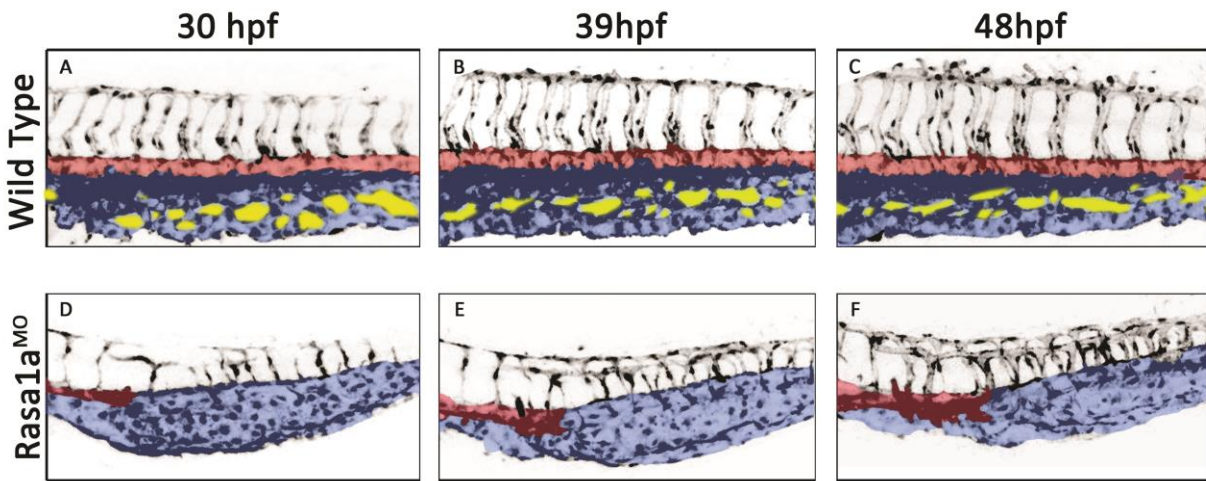 30 hpf 39hpf 48hpf
Wild Type
A B C
Rasa1a^MO
D E F